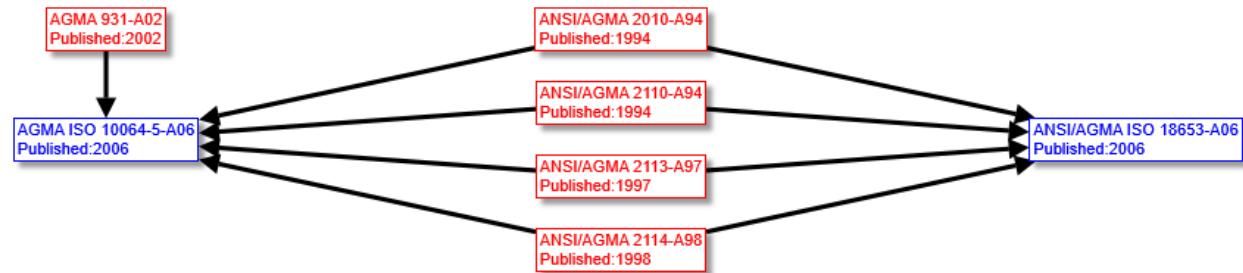 AGMA 931-A02
Published:2002
ANSI/AGMA 2010-A94
Published:1994
ANSI/AGMA 2110-A94
Published:1994
AGMA ISO 10064-5-A06
Published:2006
ANSI/AGMA ISO 18653-A06
Published:2006
ANSI/AGMA 2113-A97
Published:1997
ANSI/AGMA 2114-A98
Published:1998